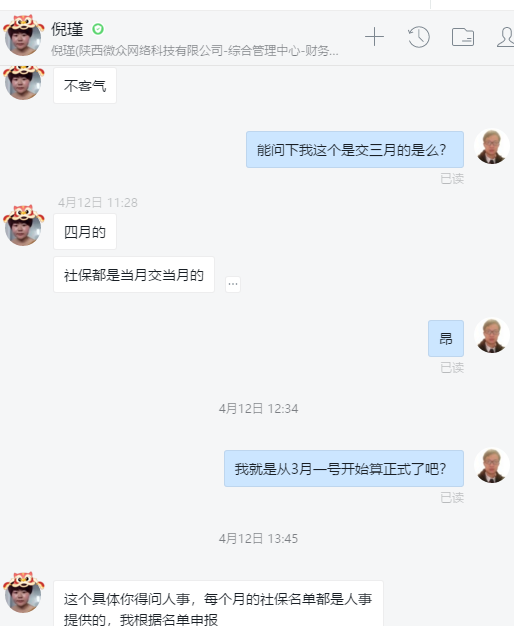 倪瑾
倪瑾(陕西微众网络科技有限公司-综合管理中心-财务...
不客气
能问下我这个是交三月的是么?
已读
4月12日 11:28
四月的
社保都是当月交当月的
...
昂
已读
4月12日 12:34
我就是从3月一号开始算正式了吧?
已读
4月12日 13:45
这个具体你得问人事，每个月的社保名单都是人事
提供的，我根据名单申报